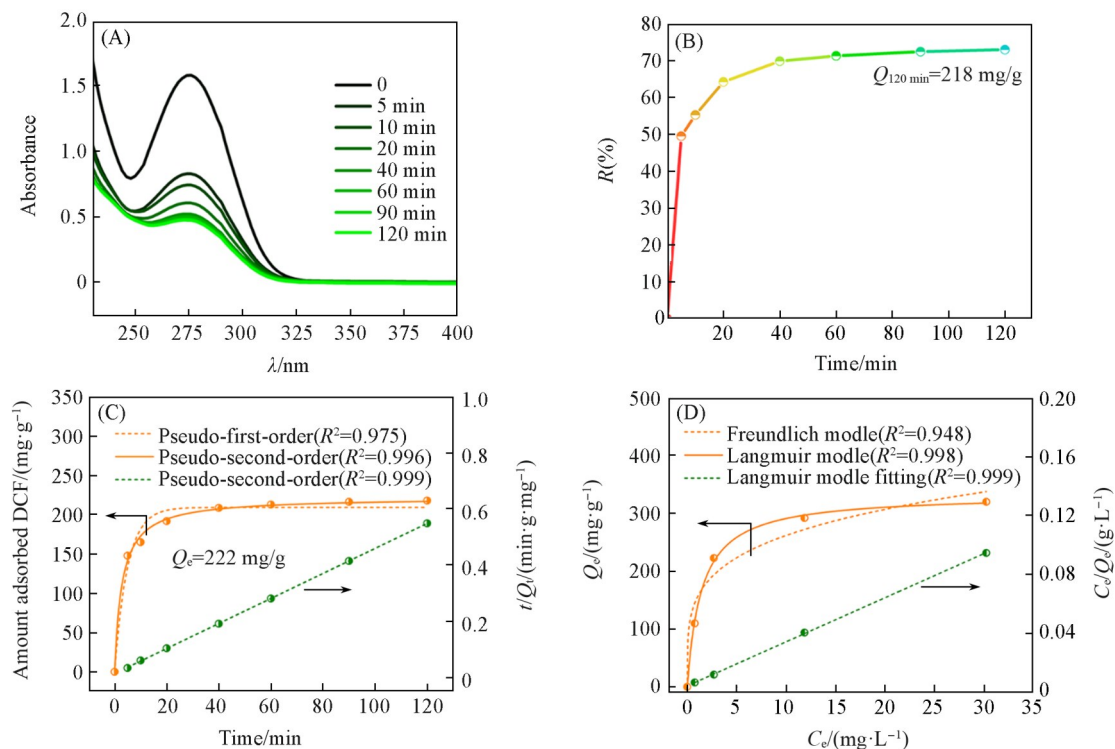 (A)
2.0
1.5
1.0
0.5
0
Absorbance
0
5 min
10 min
20 min
40 min
60 min
90 min
120 min
250 275 300 325 350 375 400
λ/nm
(B)
90
80
70
60
50
40
30
20
10
0
R(%)
Q120 min=218 mg/g
0 20 40 60 80 100 120
Time/min
(C)
350
300
250
200
150
100
50
0
Amount adsorbed DCF/(mg·g−1)
Pseudo-first-order(R2=0.975)
Pseudo-second-order(R2=0.996)
Pseudo-second-order(R2=0.999)
Qe=222 mg/g
1.0
0.8
0.6
0.4
0.2
0
t/Qt/(min·g·mg−1)
0 20 40 60 80 100 120
Time/min
(D)
500
400
300
200
100
0
Qe/(mg·g−1)
Freundlich modle(R2=0.948)
Langmuir modle(R2=0.998)
Langmuir modle fitting(R2=0.999)
0.20
0.16
0.12
0.08
0.04
0
Ce/Qe/(g·L−1)
0 5 10 15 20 25 30 35
Ce/(mg·L−1)